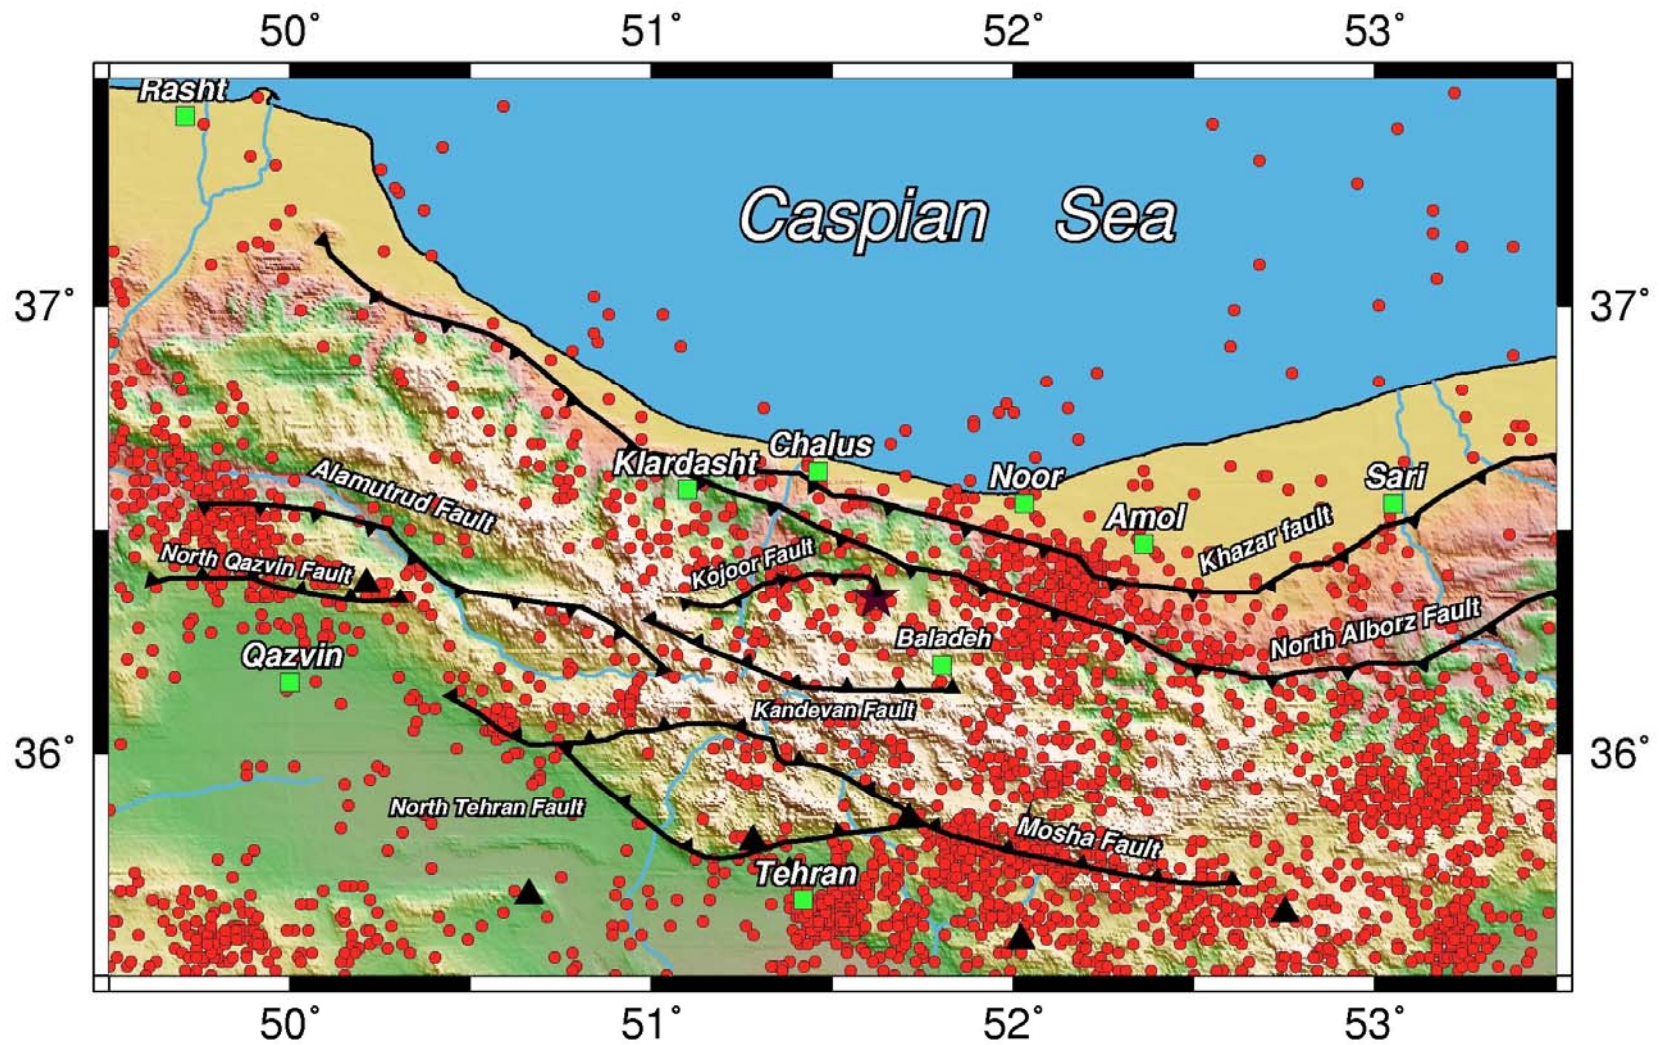 50° 51° 52° 53°
Rasht
Caspian Sea
37° 37°
Chalus
Klardasht
Noor
Sari
Alamutrud Fault
Amol
Khazar fault
North Qazvin Fault
Kojoor Fault
North Alborz Fault
Baladeh
Qazvin
Kandevan Fault
36° 36°
North Tehran Fault
Mosha Fault
Tehran
50° 51° 52° 53°